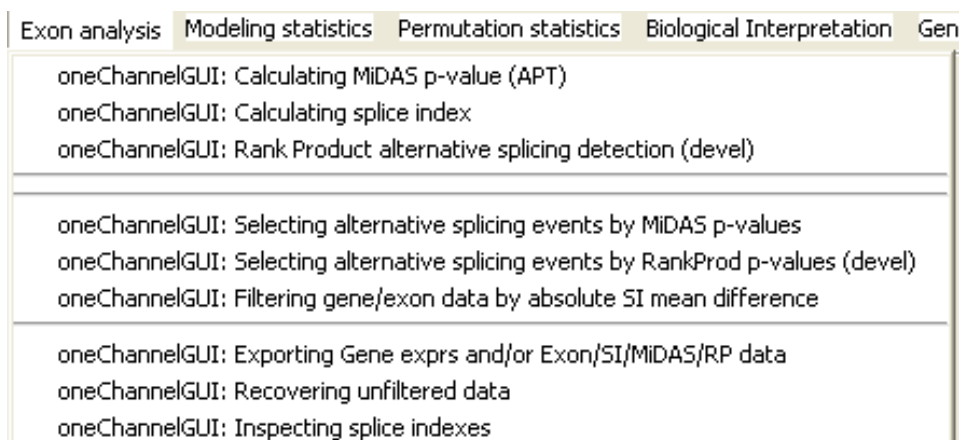 Exon analysis Modeling statistics Permutation statistics Biological Interpretation Gen
oneChannelGUI: Calculating MiDAS p-value (APT)
oneChannelGUI: Calculating splice index
oneChannelGUI: Rank Product alternative splicing detection (devel)
oneChannelGUI: Selecting alternative splicing events by MiDAS p-values
oneChannelGUI: Selecting alternative splicing events by RankProd p-values (devel)
oneChannelGUI: Filtering gene/exon data by absolute SI mean difference
oneChannelGUI: Exporting Gene exprs and/or Exon/SI/MiDAS/RP data
oneChannelGUI: Recovering unfiltered data
oneChannelGUI: Inspecting splice indexes